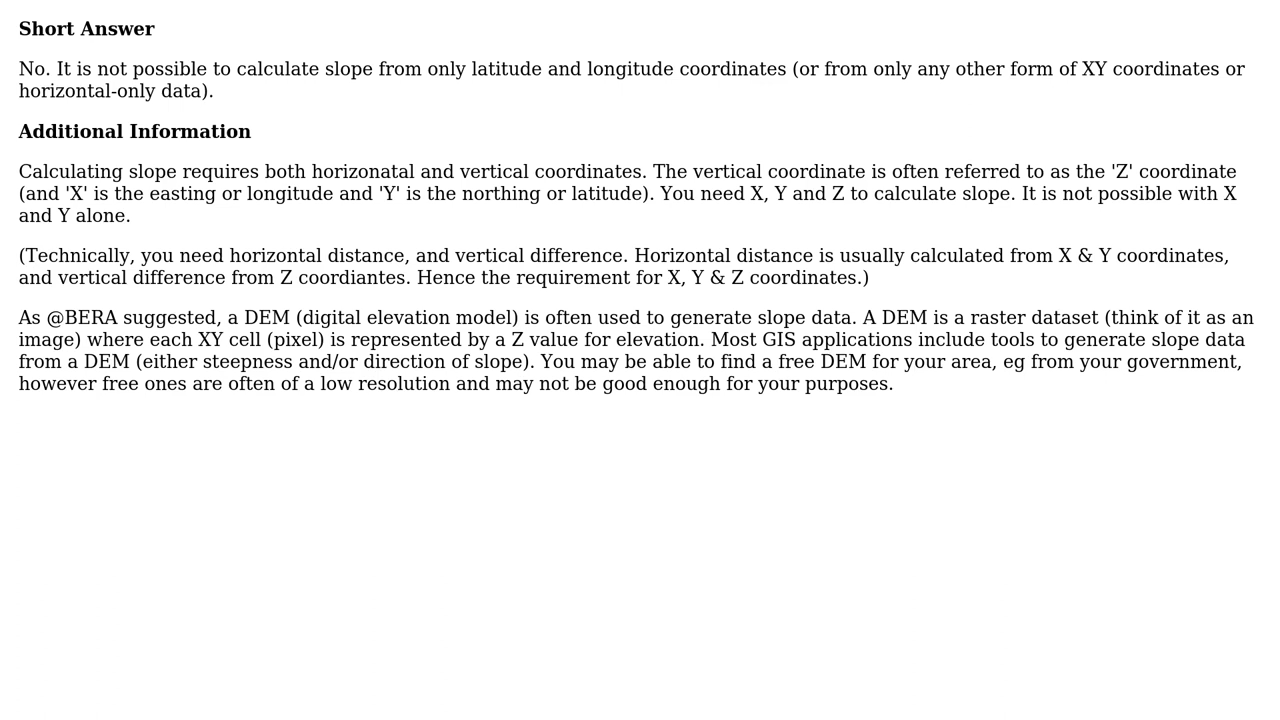 Short Answer
No. It is not possible to calculate slope from only latitude and longitude coordinates (or from only any other form of XY coordinates or
horizontal-only data).
Additional Information
Calculating slope requires both horizonatal and vertical coordinates. The vertical coordinate is often referred to as the 'Z' coordinate
(and 'X' is the easting or longitude and 'Y' is the northing or latitude). You need X, Y and Z to calculate slope. It is not possible with X
and Y alone.
(Technically, you need horizontal distance, and vertical difference. Horizontal distance is usually calculated from X & Y coordinates,
and vertical difference from Z coordiantes. Hence the requirement for X, Y & Z coordinates.)
As @BERA suggested, a DEM (digital elevation model) is often used to generate slope data. A DEM is a raster dataset (think of it as an
image) where each XY cell (pixel) is represented by a Z value for elevation. Most GIS applications include tools to generate slope data
from a DEM (either steepness and/or direction of slope). You may be able to find a free DEM for your area, eg from your government,
however free ones are often of a low resolution and may not be good enough for your purposes.